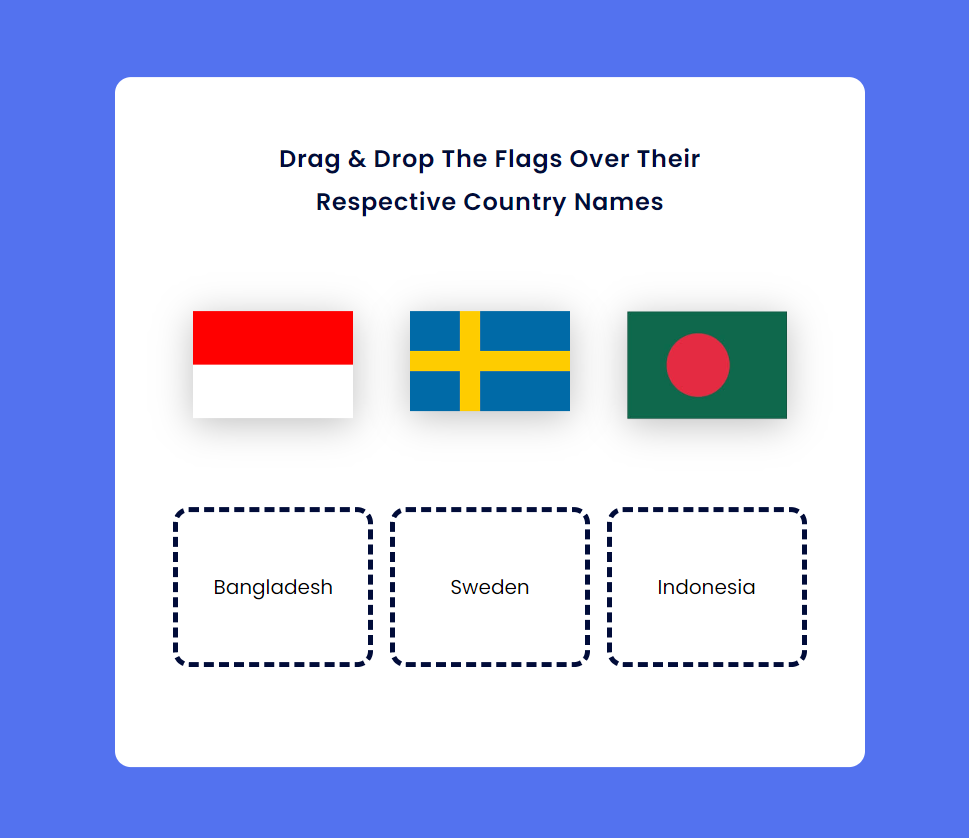 Drag & Drop The Flags Over Their
Respective Country Names
Bangladesh
Sweden
Indonesia